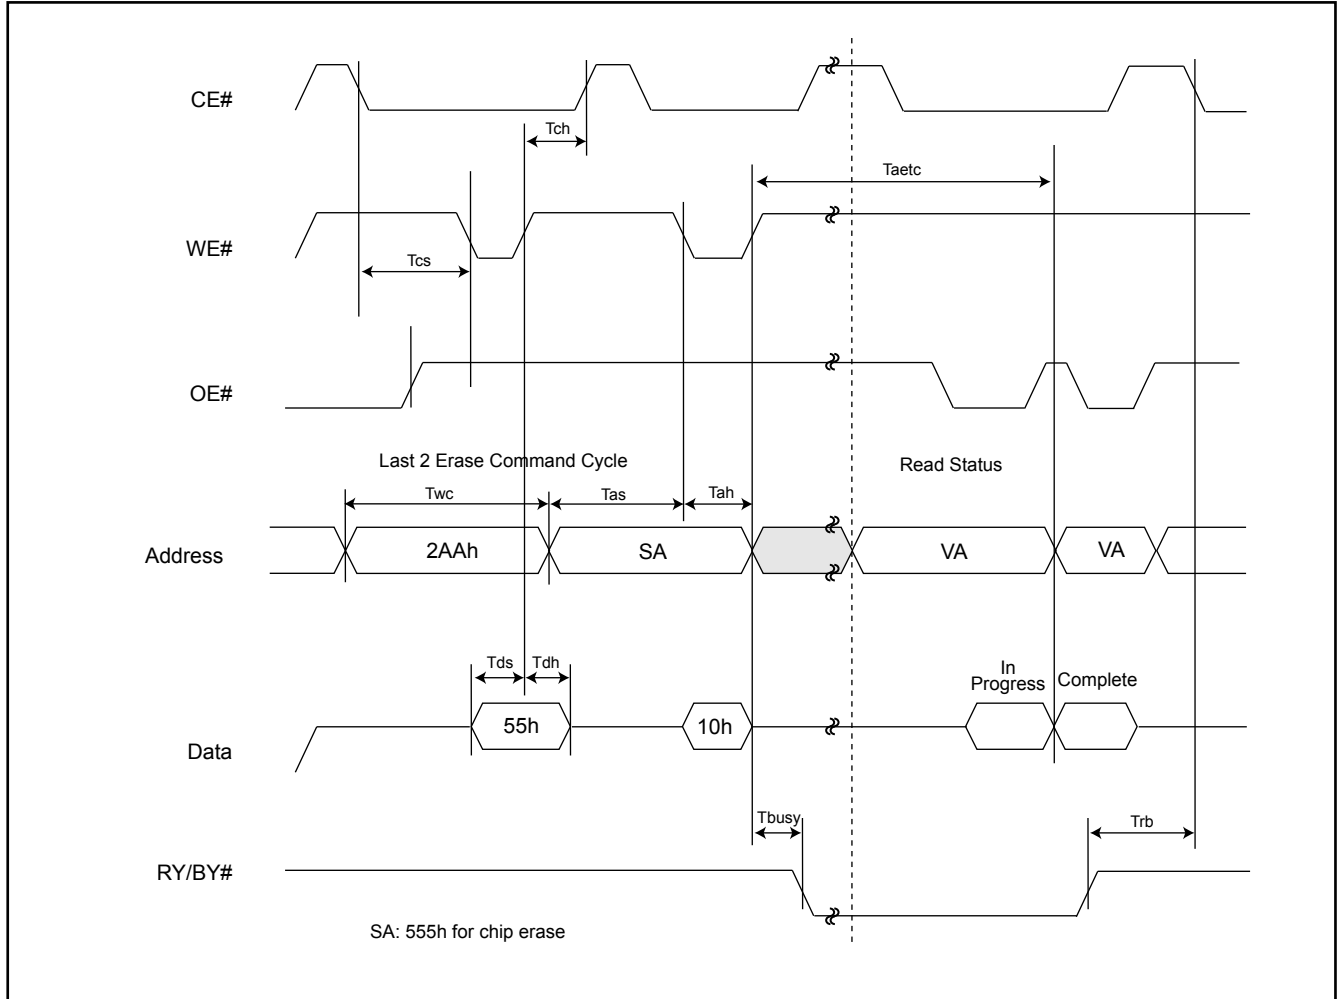 CE#
Tch
Taetc
WE#
Tcs
OE#
Last 2 Erase Command Cycle
Read Status
Twc
Tas
Tah
Address
2AAh
SA
VA
VA
Tds
Tdh
In
Progress
Complete
55h
10h
Data
Tbusy
Trb
RY/BY#
SA: 555h for chip erase